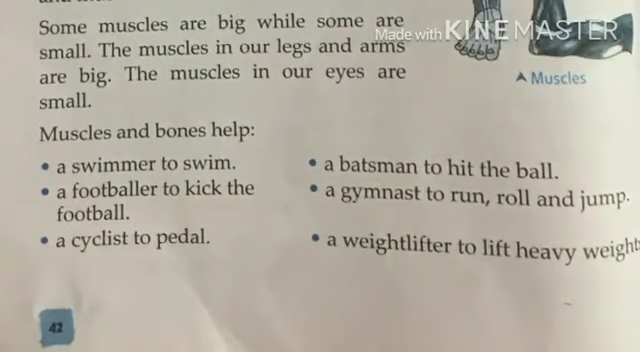 Some muscles are big while some are
small. The muscles in our legs and arms
are big. The muscles in our eyes are
small.
Made with KINEMASTER
▲ Muscles
Muscles and bones help:
• a swimmer to swim.
• a footballer to kick the
football.
• a cyclist to pedal.
• a batsman to hit the ball.
• a gymnast to run, roll and jump.
• a weightlifter to lift heavy weight
42